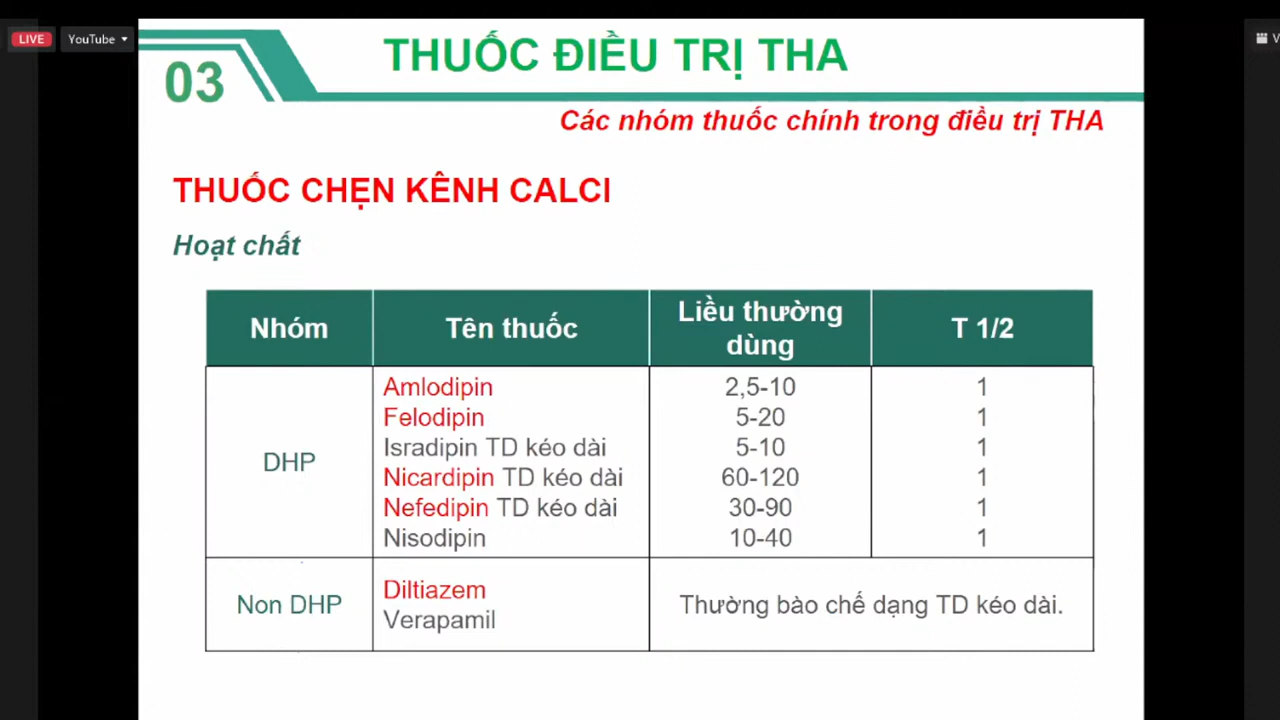 LIVE
YouTube
V
03
THUỐC ĐIỀU TRỊ THA
Các nhóm thuốc chính trong điều trị THA
THUỐC CHẸN KÊNH CALCI
Hoạt chất
Nhóm
Tên thuốc
Liều thường
dùng
T 1/2
DHP
Amlodipin 2,5-10 1
Felodipin 5-20 1
Isradipin TD kéo dài 5-10 1
Nicardipin TD kéo dài 60-120 1
Nefedipin TD kéo dài 30-90 1
Nisodipin 10-40 1
Non DHP
Diltiazem
Verapamil
Thường bào chế dạng TD kéo dài.